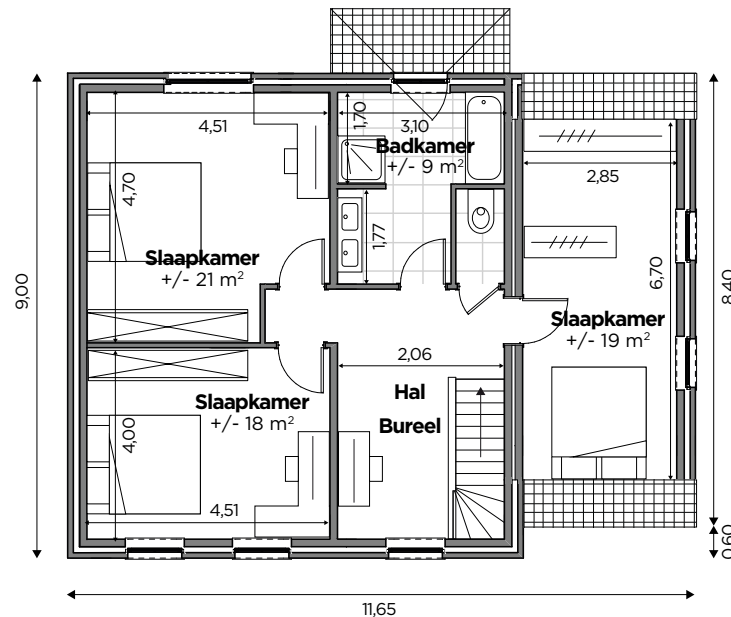 4,51
1,70
3,10
Badkamer
+/- 9 m²
2,85
4,70
1,77
Slaapkamer
+/- 21 m²
6,70
9,00
8,40
Slaapkamer
+/- 19 m²
2,06
Hal
Bureel
Slaapkamer
+/- 18 m²
4,00
4,51
0,60
11,65